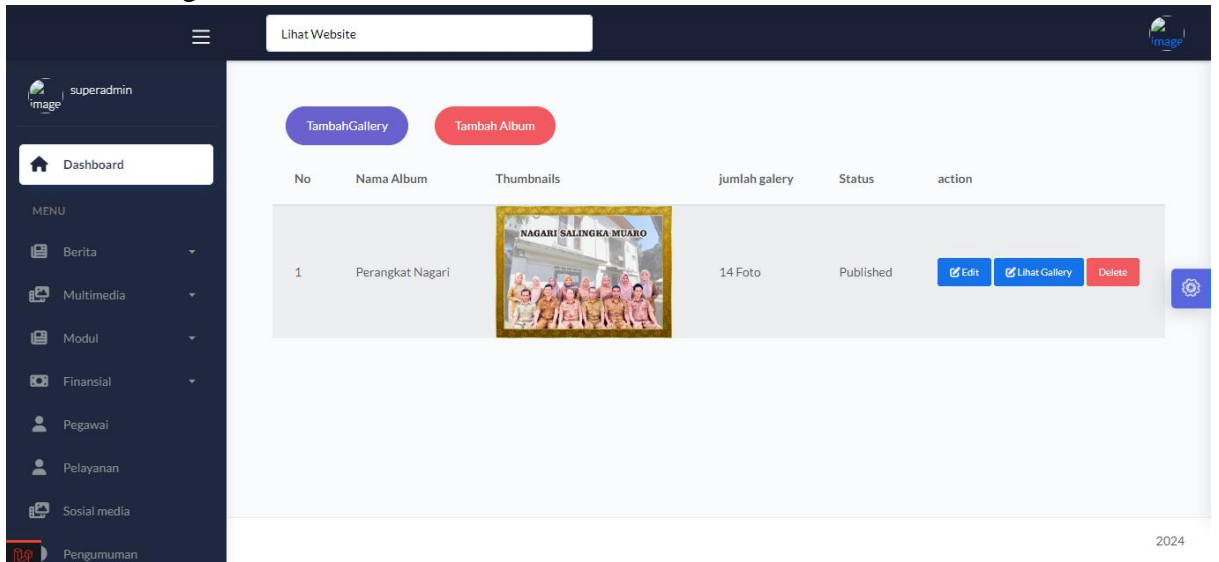 Lihat Website
image
image
superadmin
TambahGallery
Tambah Album
Dashboard
MENU
Berita
Multimedia
Modul
Finansial
Pegawai
Pelayanan
Sosial media
Pengumuman
No Nama Album Thumbnails jumlah galery Status action
NAGARI SALINGKA MUARO
1 Perangkat Nagari 14 Foto Published Edit Lihat Gallery Delete
2024